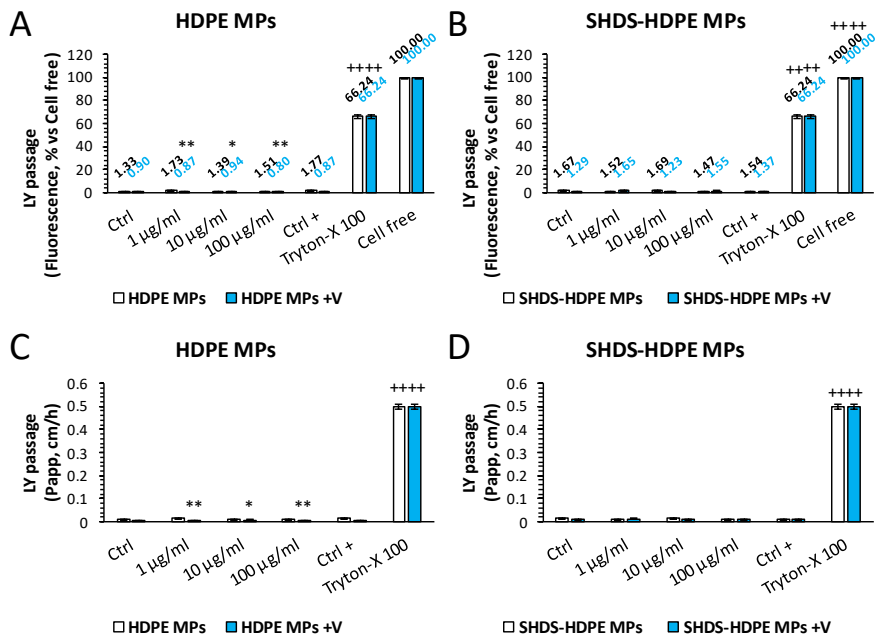 A
HDPE MPs
LY passage
(Fluorescence, % vs Cell free)
120
100
80
60
40
20
0
1.33
0.90
1.73
0.87
**
1.39
0.94
*
1.51
0.80
**
1.77
0.87
++++
66.24
66.24
100.00
100.00
Ctrl
1 µg/ml
10 µg/ml
100 µg/ml
Ctrl +
Tryton-X 100
Cell free
HDPE MPs
HDPE MPs +V
B
SHDS-HDPE MPs
LY passage
(Fluorescence, % vs Cell free)
120
100
80
60
40
20
0
1.67
1.29
1.52
1.65
1.69
1.23
1.47
1.55
1.54
1.37
++++
66.24
66.24
++++
100.00
100.00
Ctrl
1 µg/ml
10 µg/ml
100 µg/ml
Ctrl +
Tryton-X 100
Cell free
SHDS-HDPE MPs
SHDS-HDPE MPs +V
C
HDPE MPs
LY passage
(Papp, cm/h)
0.6
0.5
0.4
0.3
0.2
0.1
0
**
*
**
++++
Ctrl
1 µg/ml
10 µg/ml
100 µg/ml
Ctrl +
Tryton-X 100
HDPE MPs
HDPE MPs +V
D
SHDS-HDPE MPs
LY passage
(Papp, cm/h)
0.6
0.5
0.4
0.3
0.2
0.1
0
++++
Ctrl
1 µg/ml
10 µg/ml
100 µg/ml
Ctrl +
Tryton-X 100
SHDS-HDPE MPs
SHDS-HDPE MPs +V